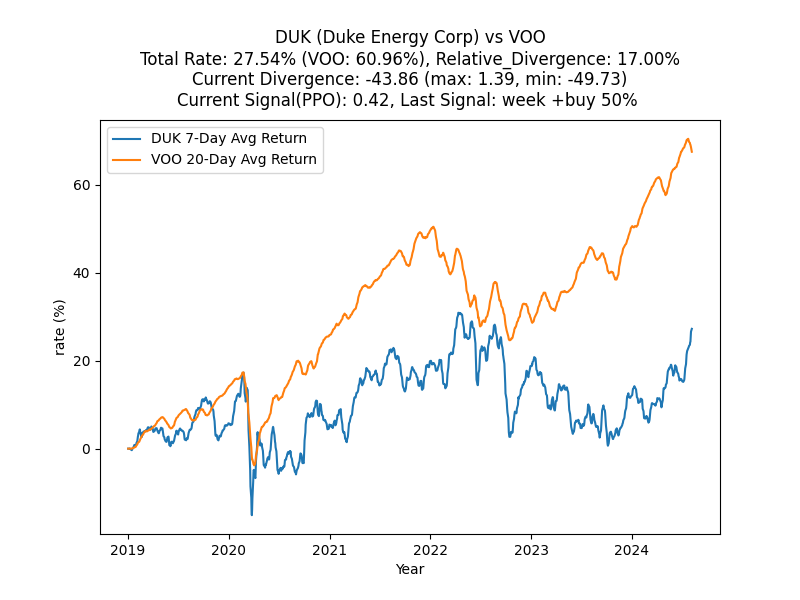 DUK (Duke Energy Corp) vs VOO
Total Rate: 27.54% (VOO: 60.96%), Relative_Divergence: 17.00%
Current Divergence: -43.86 (max: 1.39, min: -49.73)
Current Signal(PPO): 0.42, Last Signal: week +buy 50%
DUK 7-Day Avg Return
VOO 20-Day Avg Return
60
40
20
0
rate (%)
2019 2020 2021 2022 2023 2024
Year